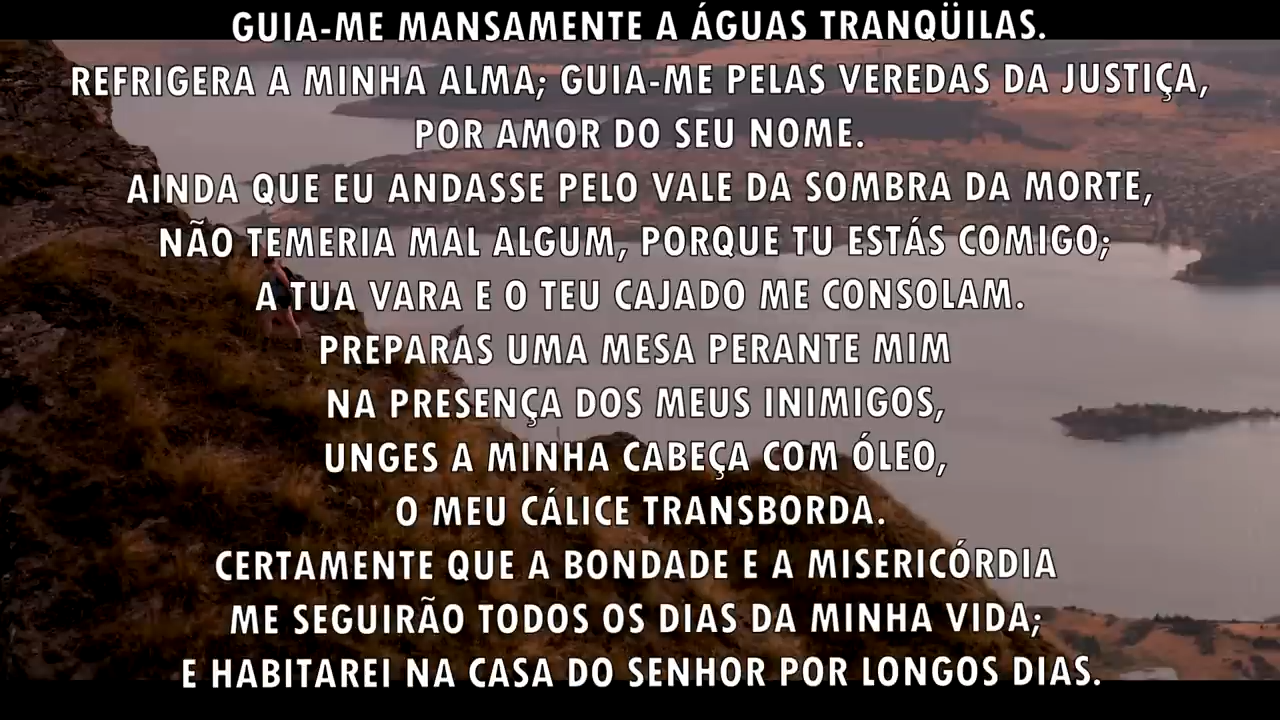 GUIA-ME MANSAMENTE A ÁGUAS TRANQÜILAS.
REFRIGERA A MINHA ALMA; GUIA-ME PELAS VEREDAS DA JUSTIÇA,
POR AMOR DO SEU NOME.
AINDA QUE EU ANDASSE PELO VALE DA SOMBRA DA MORTE,
NÃO TEMERIA MAL ALGUM, PORQUE TU ESTÁS COMIGO;
A TUA VARA E O TEU CAJADO ME CONSOLAM.
PREPARAS UMA MESA PERANTE MIM
NA PRESENÇA DOS MEUS INIMIGOS,
UNGES A MINHA CABEÇA COM ÓLEO,
O MEU CÁLICE TRANSBORDA.
CERTAMENTE QUE A BONDADE E A MISERICÓRDIA
ME SEGUIRÃO TODOS OS DIAS DA MINHA VIDA;
E HABITAREI NA CASA DO SENHOR POR LONGOS DIAS.